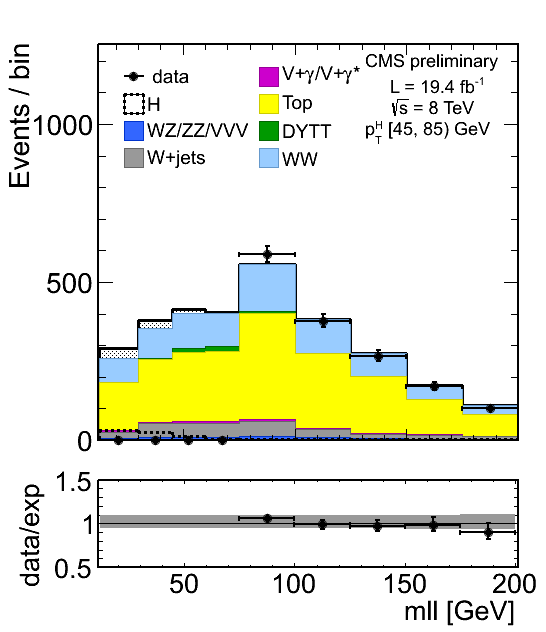 Events / bin
1000
500
0
data
H
WZ/ZZ/VVV
W+jets
V+γ/V+γ*
Top
DYTT
WW
CMS preliminary
L = 19.4 fb⁻¹
√s = 8 TeV
pᴴT [45, 85) GeV
data/exp
1.5
1
0.5
50
100
150
200
mll [GeV]